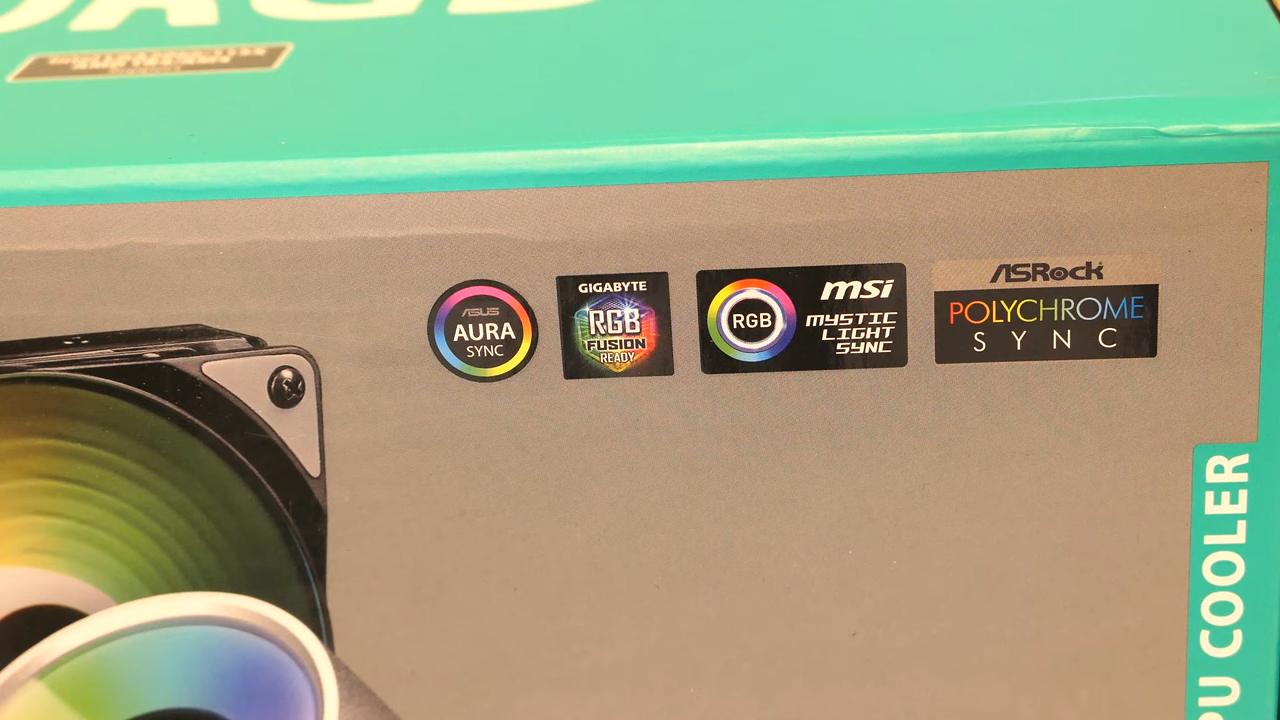 ASUS
AURA
SYNC
GIGABYTE
RGB
FUSION
READY
RGB
msi
MYSTIC
LIGHT
SYNC
ASRock
POLYCHROME
SYNC
PU COOLER